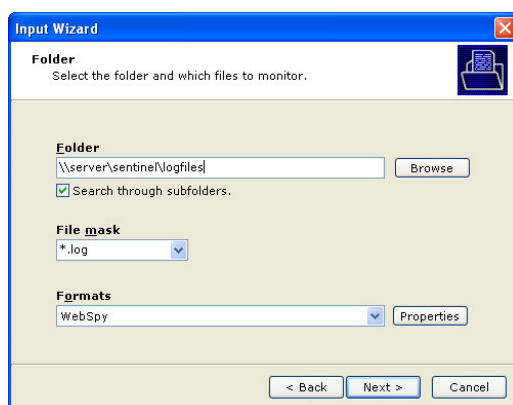 Input Wizard
Folder
Select the folder and which files to monitor.
Folder
\\server\sentinel\logfiles
Browse
Search through subfolders.
File mask
*.log
Formats
WebSpy
Properties
< Back
Next >
Cancel